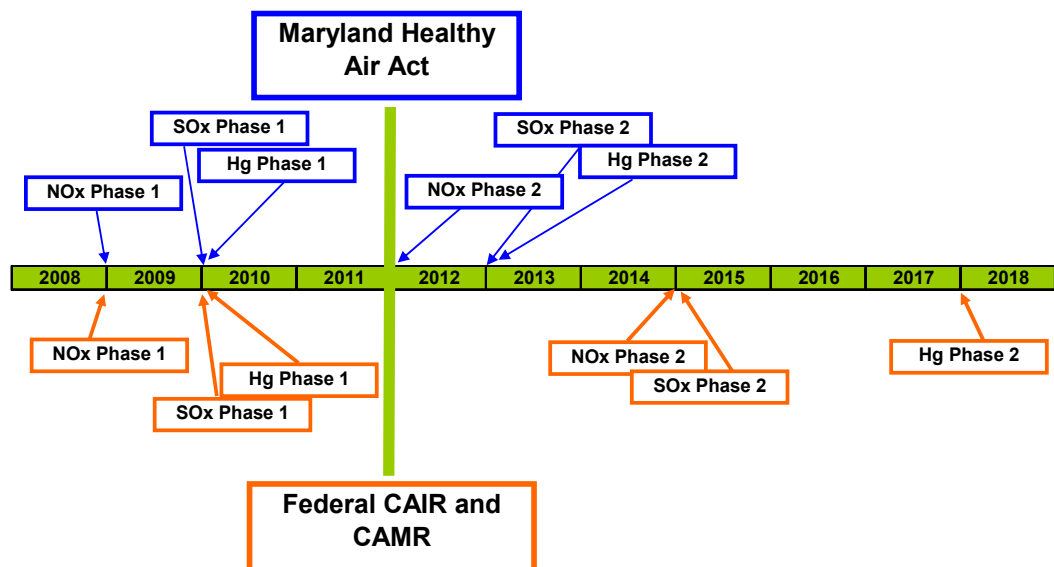 Maryland Healthy
Air Act
SOx Phase 1
SOx Phase 2
Hg Phase 1
Hg Phase 2
NOx Phase 1
NOx Phase 2
2008 2009 2010 2011 2012 2013 2014 2015 2016 2017 2018
NOx Phase 1
NOx Phase 2
Hg Phase 2
Hg Phase 1
SOx Phase 2
SOx Phase 1
Federal CAIR and
CAMR